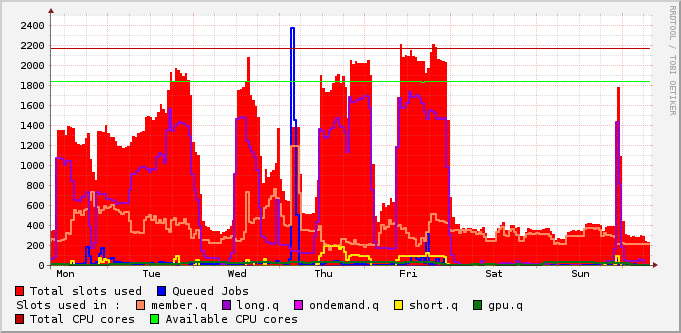 2400
2200
2000
1800
1600
1400
1200
1000
800
600
400
200
0
Mon Tue Wed Thu Fri Sat Sun
Total slots used Queued Jobs
Slots used in : member.q long.q ondemand.q short.q gpu.q
Total CPU cores Available CPU cores
RRDTOOL / TOBI OETIKER